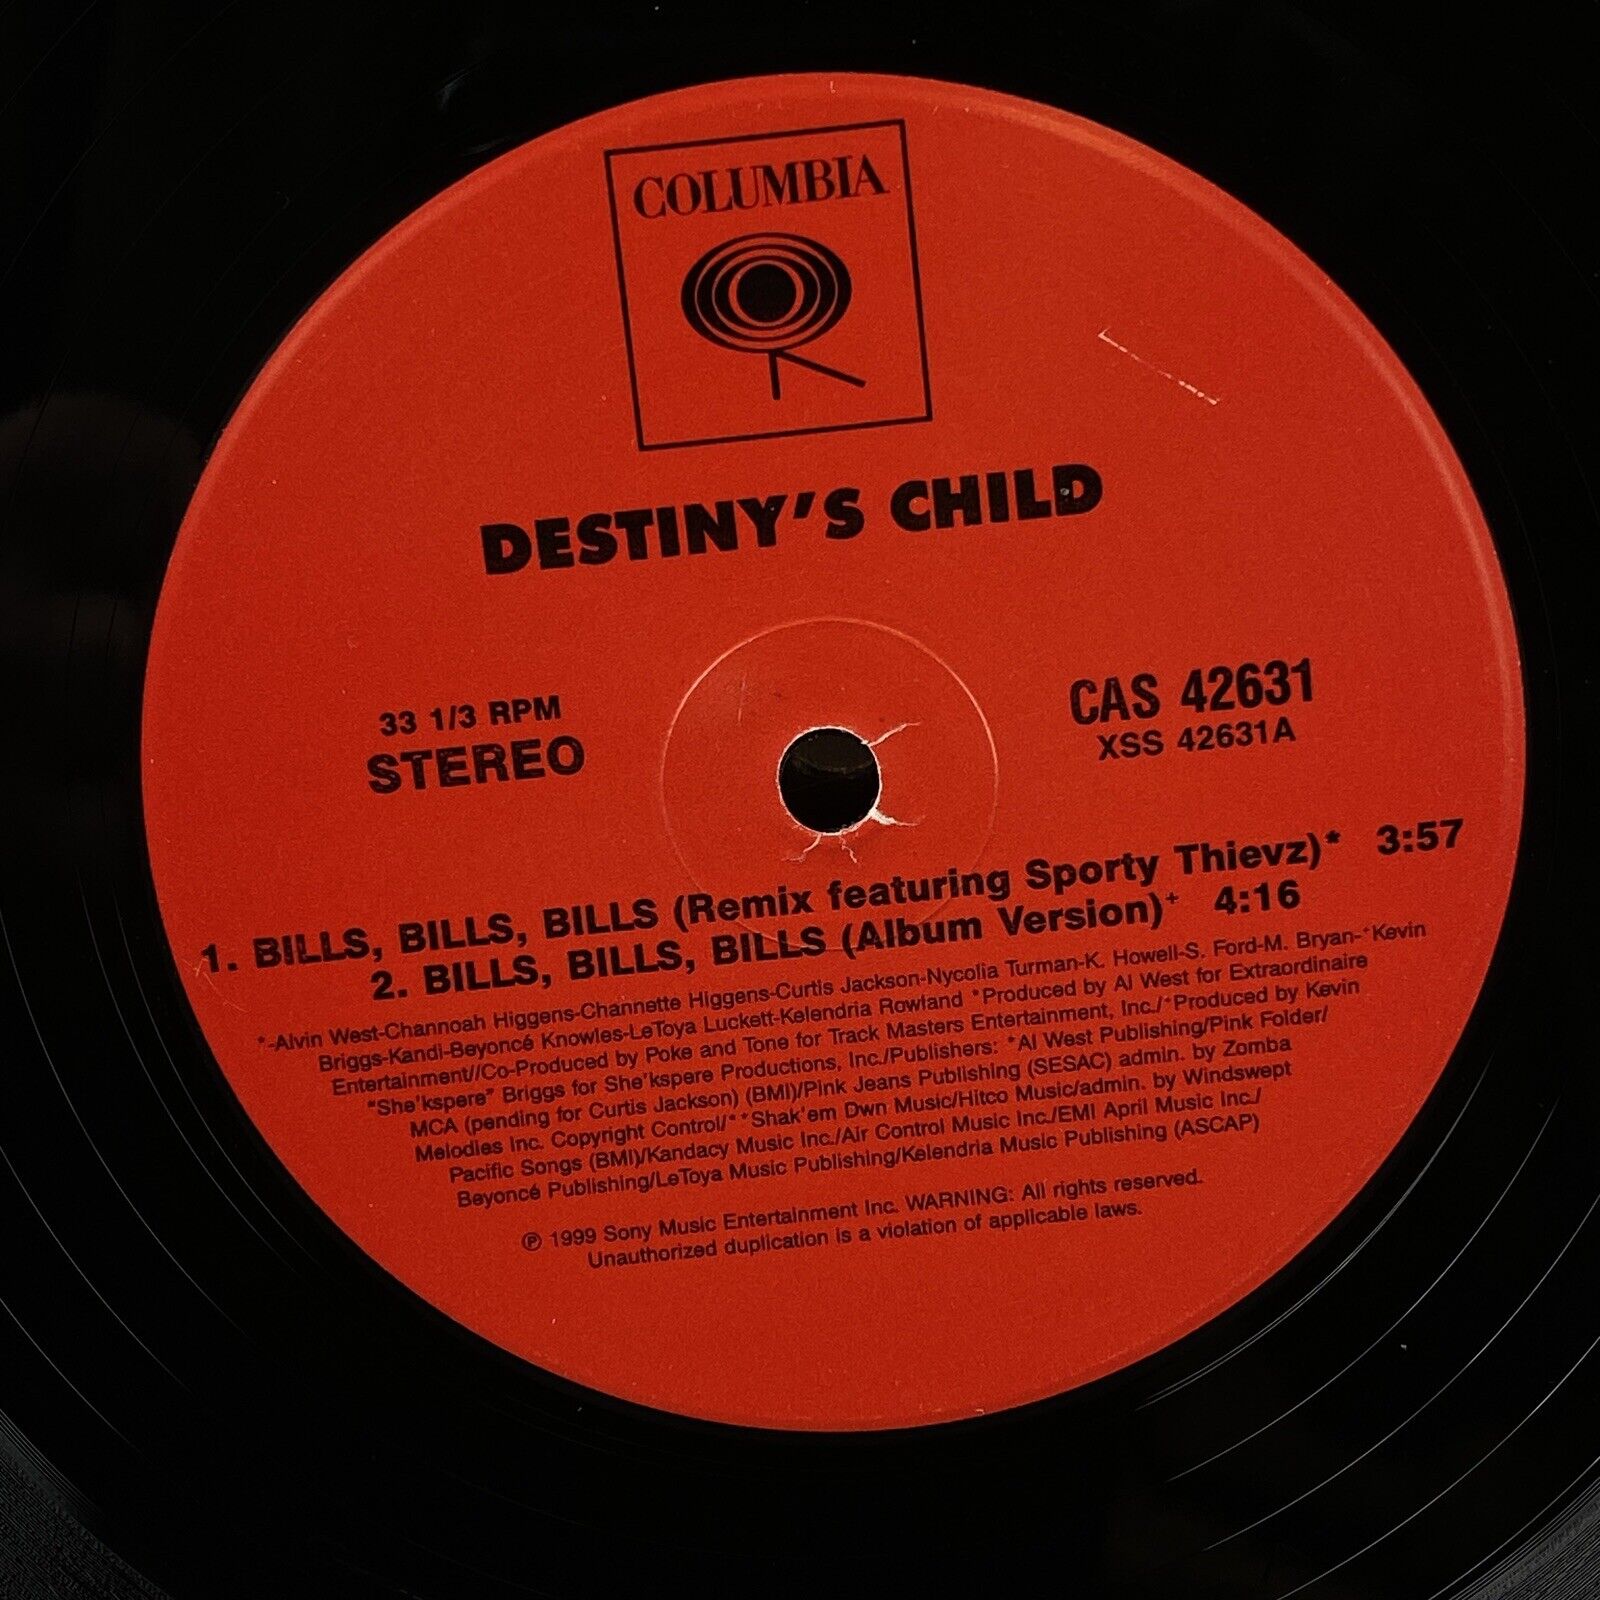 COLUMBIA
DESTINY'S CHILD
33 1/3 RPM
STEREO
CAS 42631
XSS 42631A
1. BILLS, BILLS, BILLS (Remix featuring Sporty Thievz)* 3:57
2. BILLS, BILLS, BILLS (Album Version)+ 4:16
*-Alvin West-Channoah Higgens-Channette Higgens-Curtis Jackson-Nycolia Turman-K. Howell-S. Ford-M. Bryan-+Kevin
Briggs-Kandi-Beyoncé Knowles-LeToya Luckett-Kelendria Rowland *Produced by Al West for Extraordinaire
Entertainment//Co-Produced by Poke and Tone for Track Masters Entertainment, Inc./+Produced by Kevin
"She'kspere" Briggs for She'kspere Productions, Inc./Publishers: *Al West Publishing/Pink Folder/
MCA (pending for Curtis Jackson) (BMI)/Pink Jeans Publishing (SESAC) admin. by Zomba
Melodies Inc. Copyright Control/*+Shak'em Dwn Music/Hitco Music/admin. by Windswept
Pacific Songs (BMI)/Kandacy Music Inc./Air Control Music Inc./EMI April Music Inc./
Beyoncé Publishing/LeToya Music Publishing/Kelendria Music Publishing (ASCAP)
℗ 1999 Sony Music Entertainment Inc. WARNING: All rights reserved.
Unauthorized duplication is a violation of applicable laws.